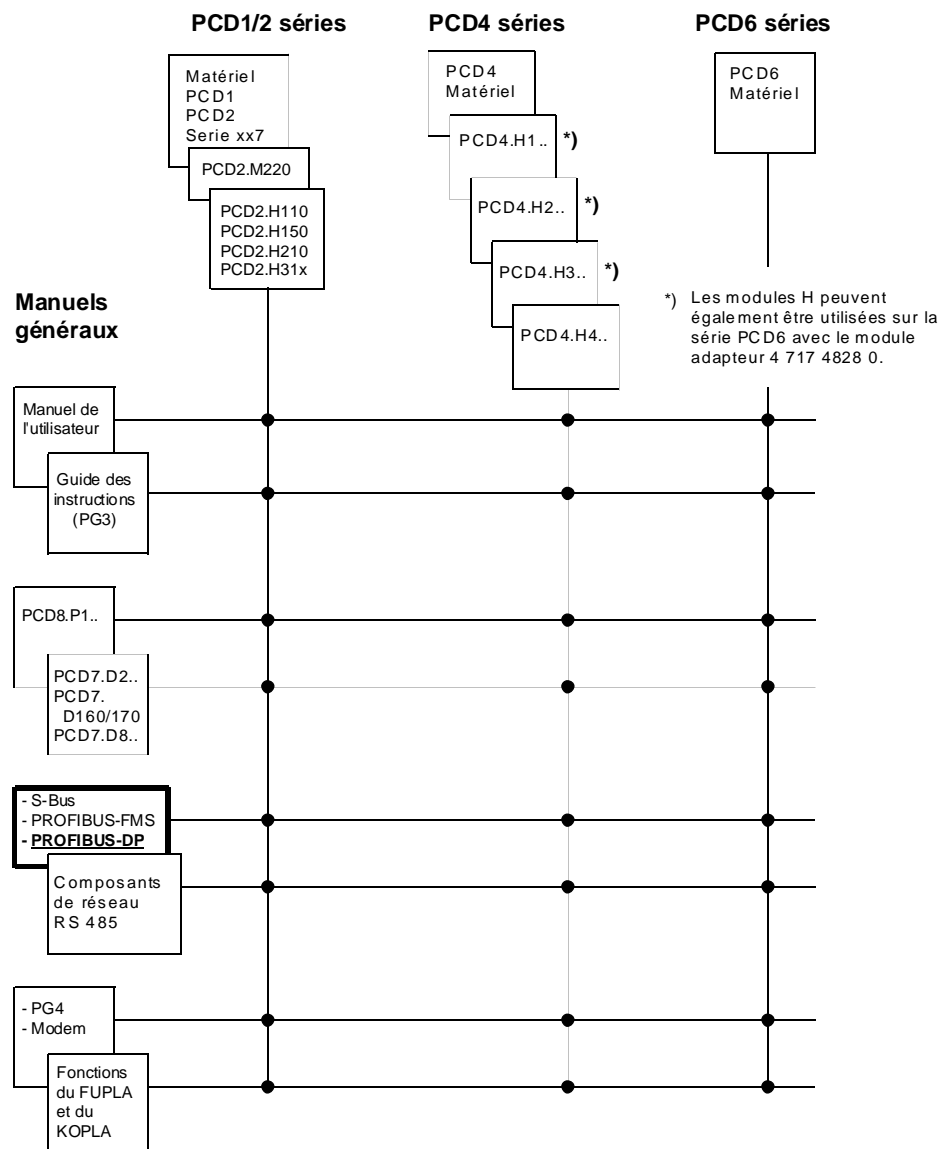 PCD1/2 séries
PCD4 séries
PCD6 séries
Matériel
PCD1
PCD2
Serie xx7
PCD2.M220
PCD2.H110
PCD2.H150
PCD2.H210
PCD2.H31x
PCD4
Matériel
PCD4.H1.. *)
PCD4.H2.. *)
PCD4.H3.. *)
PCD4.H4..
PCD6
Matériel
*) Les modules H peuvent
également être utilisées sur la
série PCD6 avec le module
adapteur 4 717 4828 0.
Manuels
généraux
Manuel de
l'utilisateur
Guide des
instructions
(PG3)
PCD8.P1..
PCD7.D2..
PCD7.
D160/170
PCD7.D8..
- S-Bus
- PROFIBUS-FMS
- PROFIBUS-DP
Composants
de réseau
RS 485
- PG4
- Modem
Fonctions
du FUPLA
et du
KOPLA